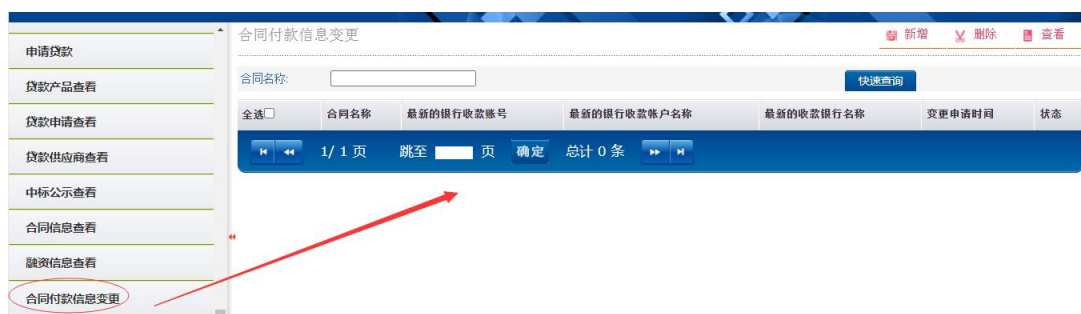 合同付款信息变更
新增 删除 查看
申请贷款
贷款产品查看
贷款申请查看
贷款供应商查看
中标公示查看
合同信息查看
融资信息查看
合同付款信息变更
合同名称: 快速查询
全选 合同名称 最新的银行收款账号 最新的银行收款帐户名称 最新的收款银行名称 变更申请时间 状态
1/ 1 页 跳至 页 确定 总计 0 条